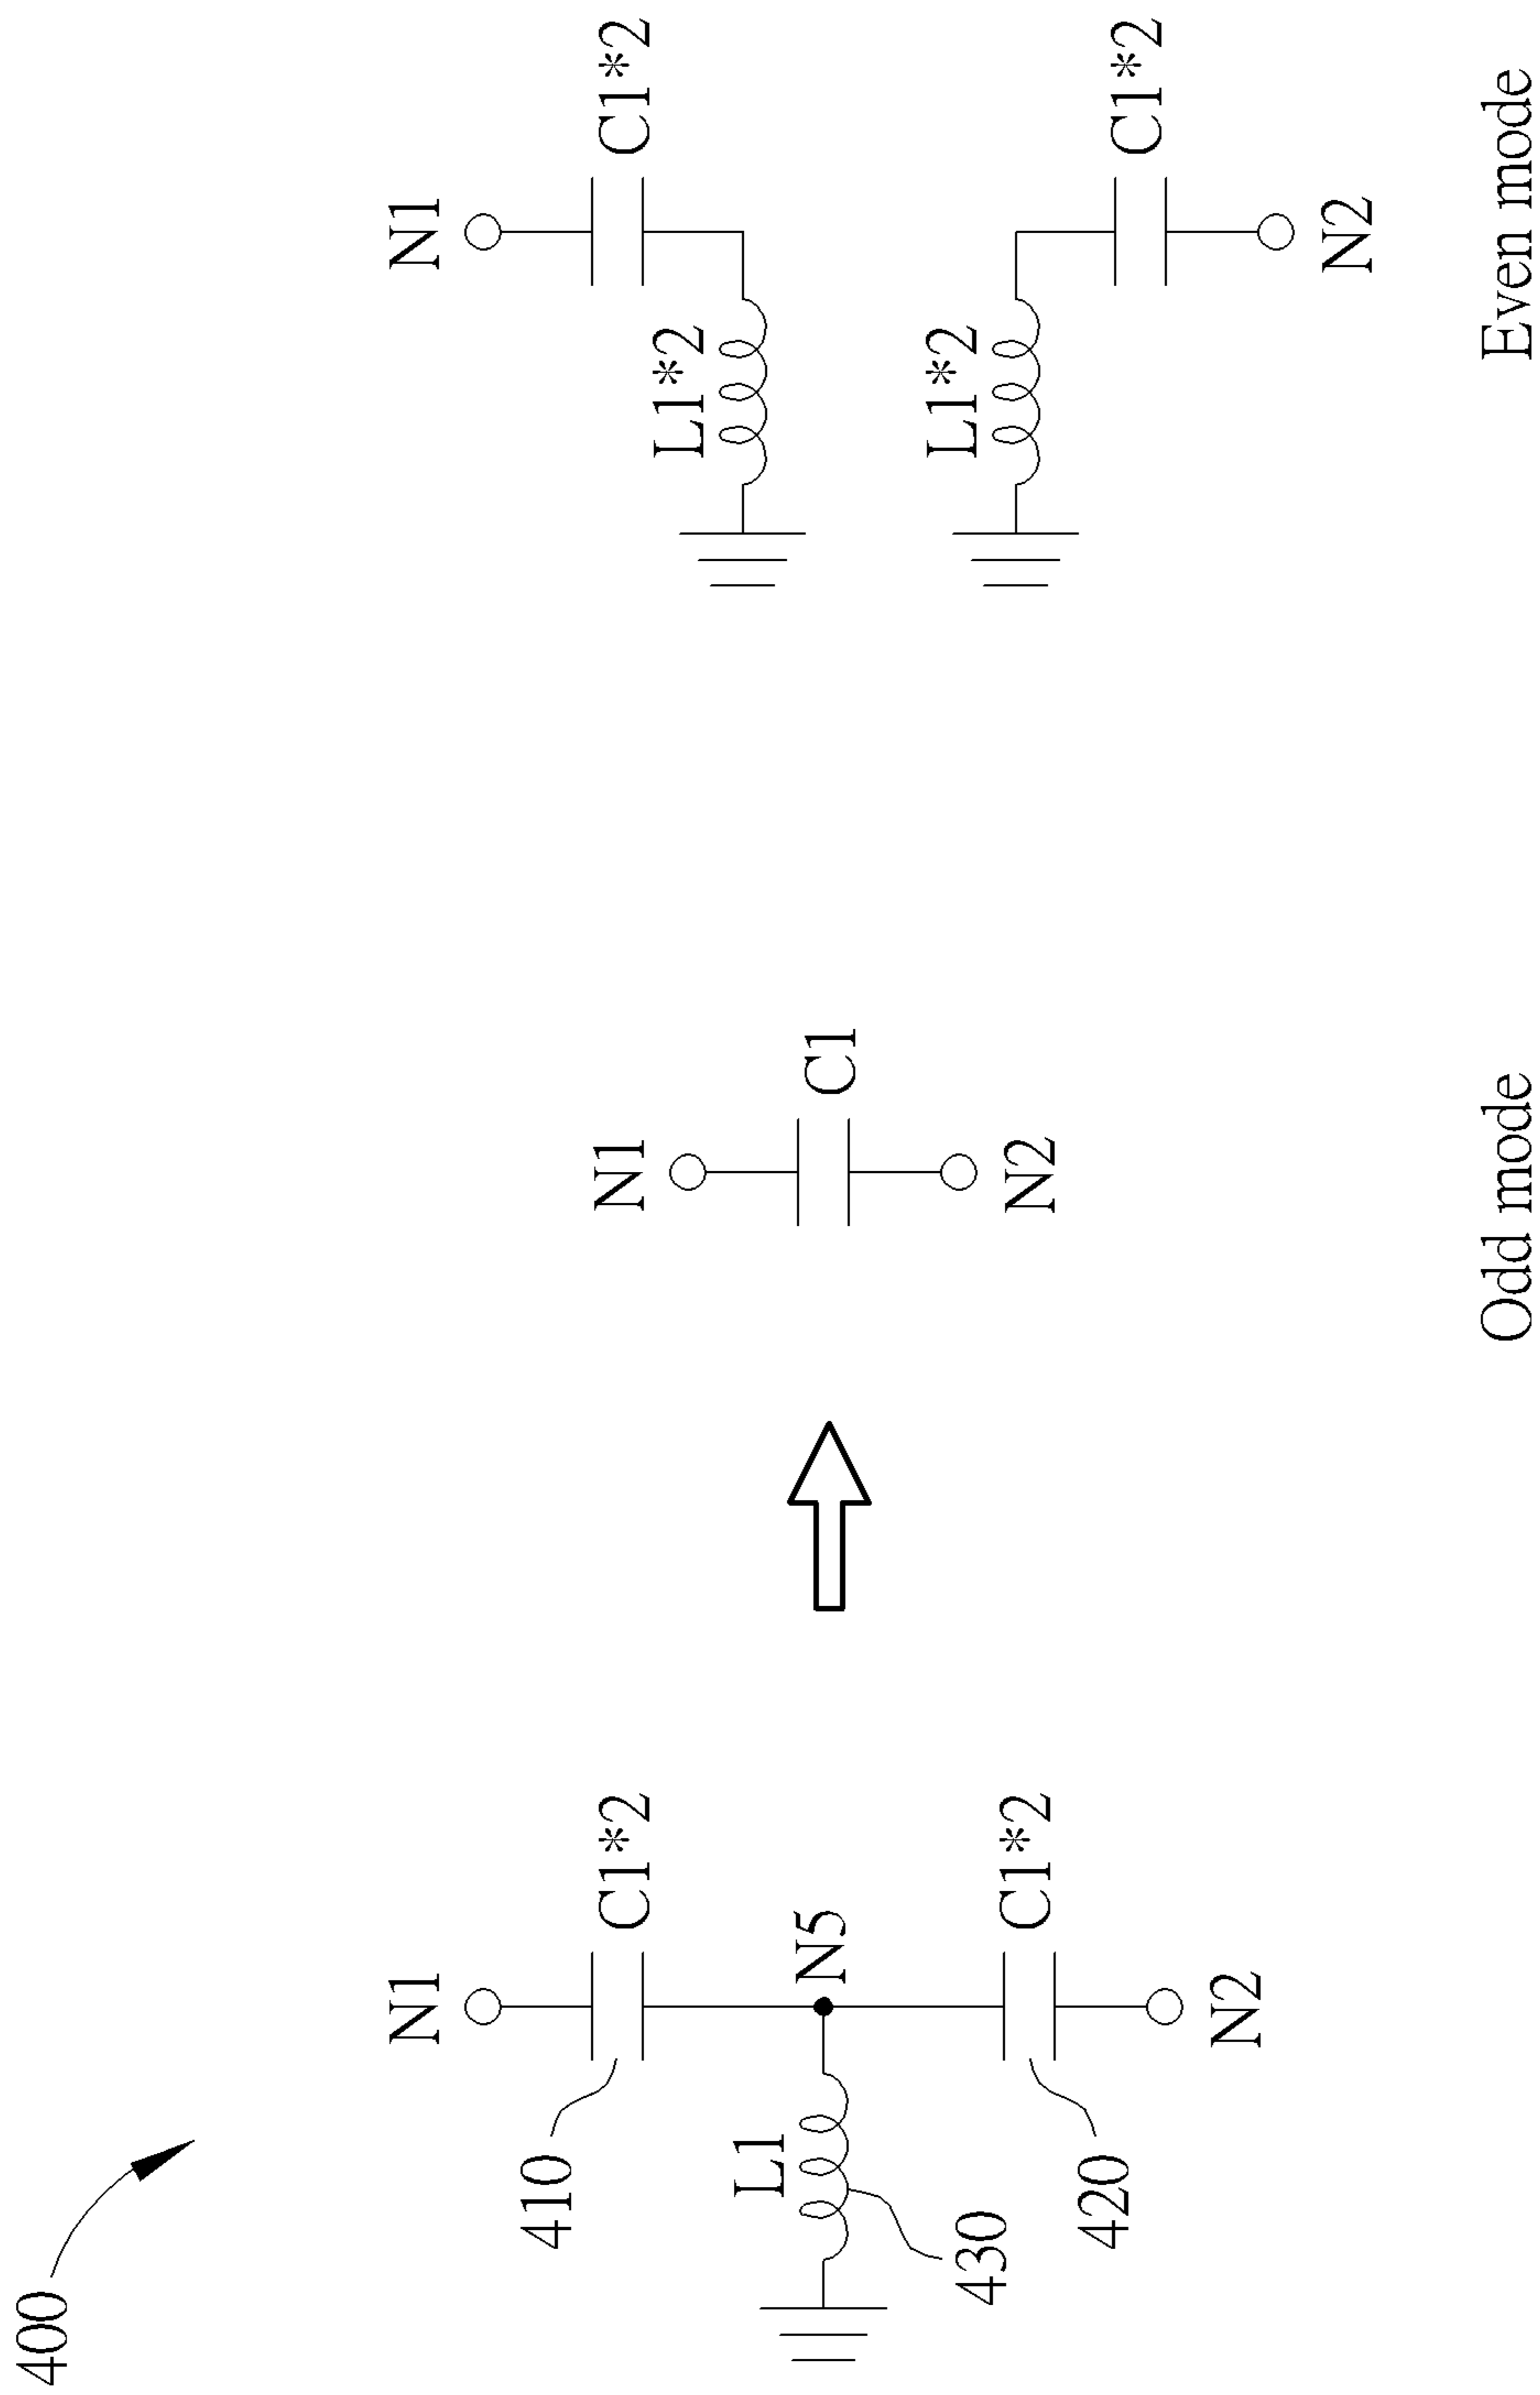 400
N1
C1*2
410
N5
L1
430
C1*2
420
N2
N1
C1
N2
Odd mode
N1
C1*2
L1*2
L1*2
C1*2
N2
Even mode